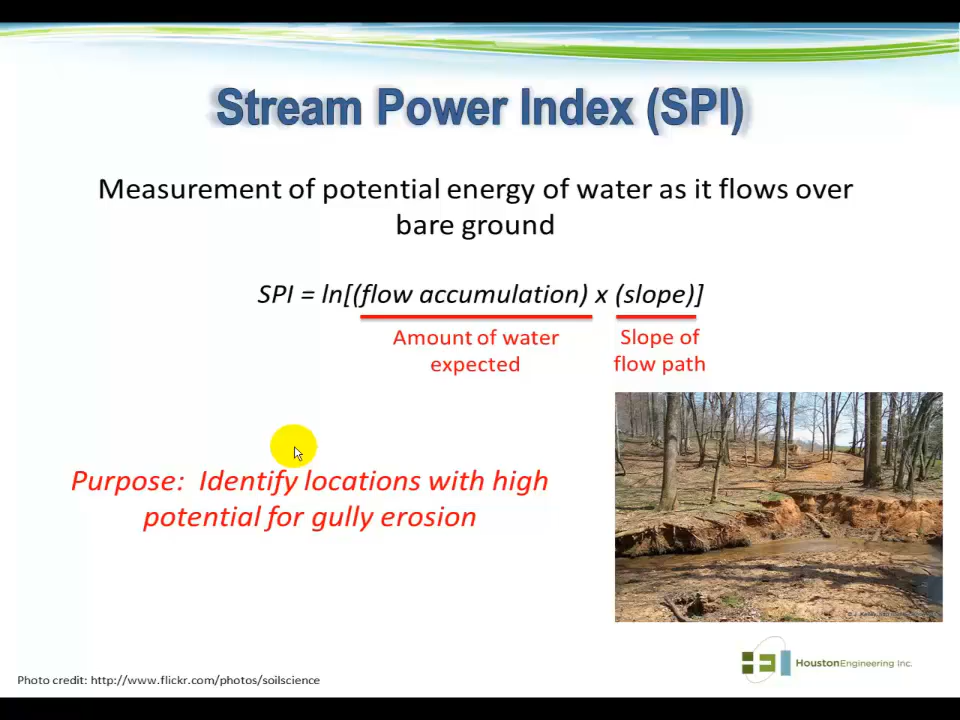 Stream Power Index (SPI)
Measurement of potential energy of water as it flows over
bare ground
SPI = ln[(flow accumulation) x (slope)]
Amount of water
expected
Slope of
flow path
Purpose: Identify locations with high
potential for gully erosion
HoustonEngineering Inc.
Photo credit: http://www.flickr.com/photos/soilscience